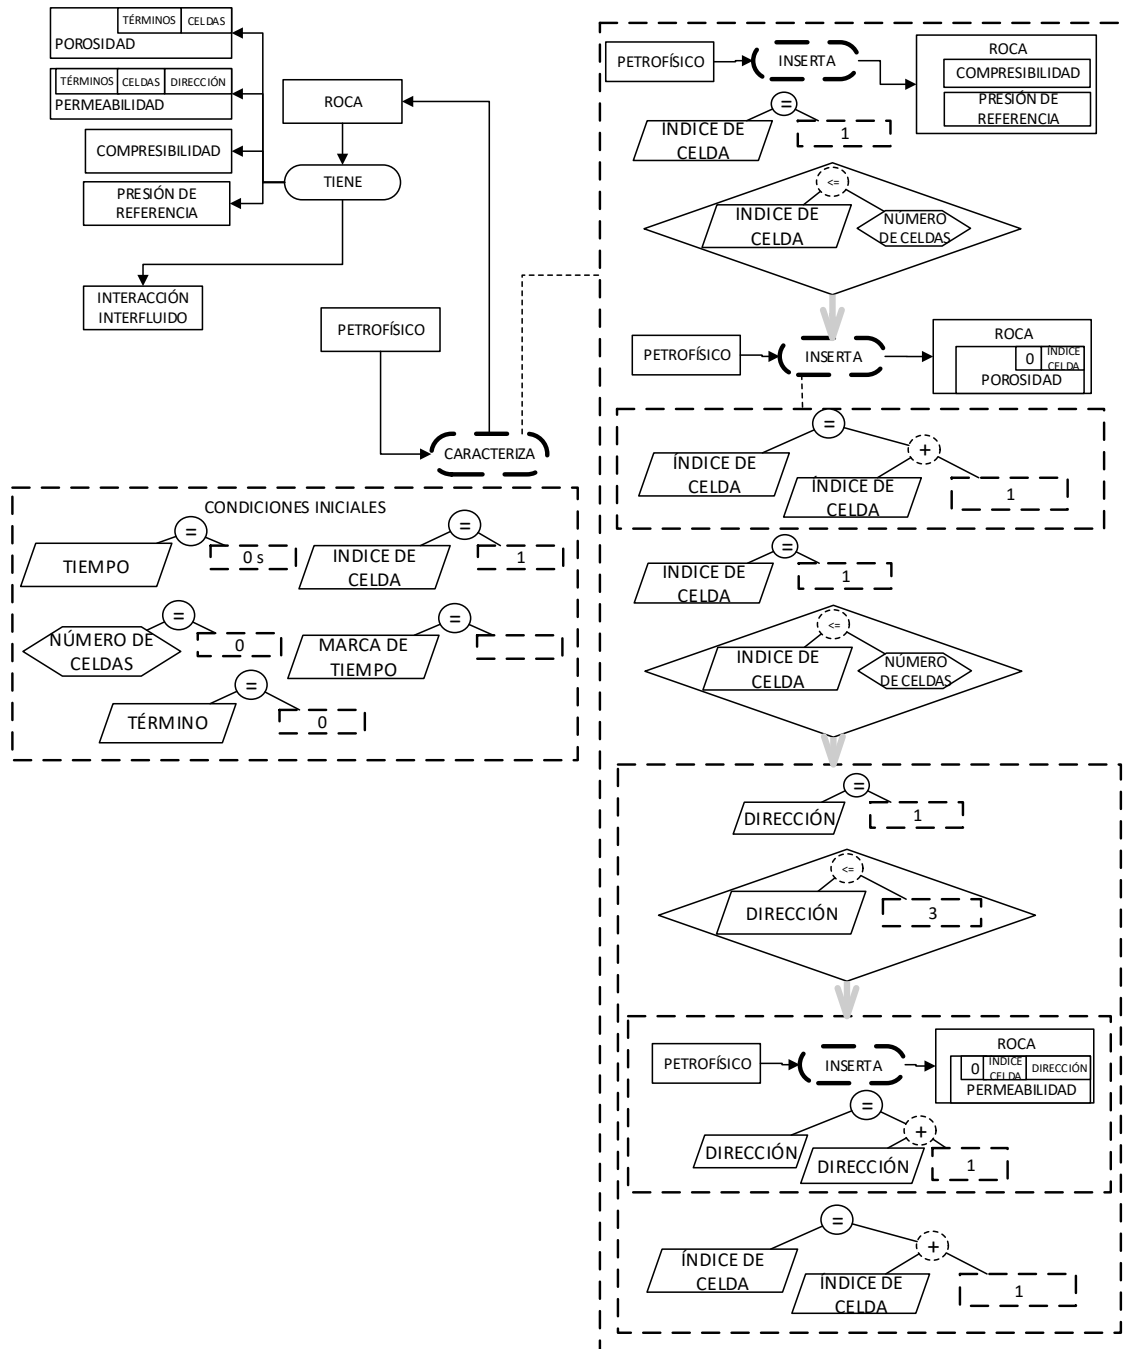 TÉRMINOS CELDAS
POROSIDAD
TÉRMINOS CELDAS DIRECCIÓN
PERMEABILIDAD
COMPRESIBILIDAD
PRESIÓN DE
REFERENCIA
ROCA
TIENE
INTERACCIÓN
INTERFLUIDO
PETROFÍSICO
CARACTERIZA
CONDICIONES INICIALES
=
TIEMPO
0 s
=
INDICE DE
CELDA
1
=
NÚMERO DE
CELDAS
0
=
MARCA DE
TIEMPO
=
TÉRMINO
0
PETROFÍSICO
INSERTA
ROCA
COMPRESIBILIDAD
PRESIÓN DE
REFERENCIA
=
INDICE DE
CELDA
1
<=
INDICE DE
CELDA
NÚMERO
DE CELDAS
PETROFÍSICO
INSERTA
ROCA
0 ÍNDICE
CELDA
POROSIDAD
=
ÍNDICE DE
CELDA
+
ÍNDICE DE
CELDA
1
=
INDICE DE
CELDA
1
<=
INDICE DE
CELDA
NÚMERO
DE CELDAS
=
DIRECCIÓN
1
<=
DIRECCIÓN
3
PETROFÍSICO
INSERTA
ROCA
0 INDICE
CELDA DIRECCIÓN
PERMEABILIDAD
=
DIRECCIÓN
+
DIRECCIÓN
1
=
ÍNDICE DE
CELDA
+
ÍNDICE DE
CELDA
1